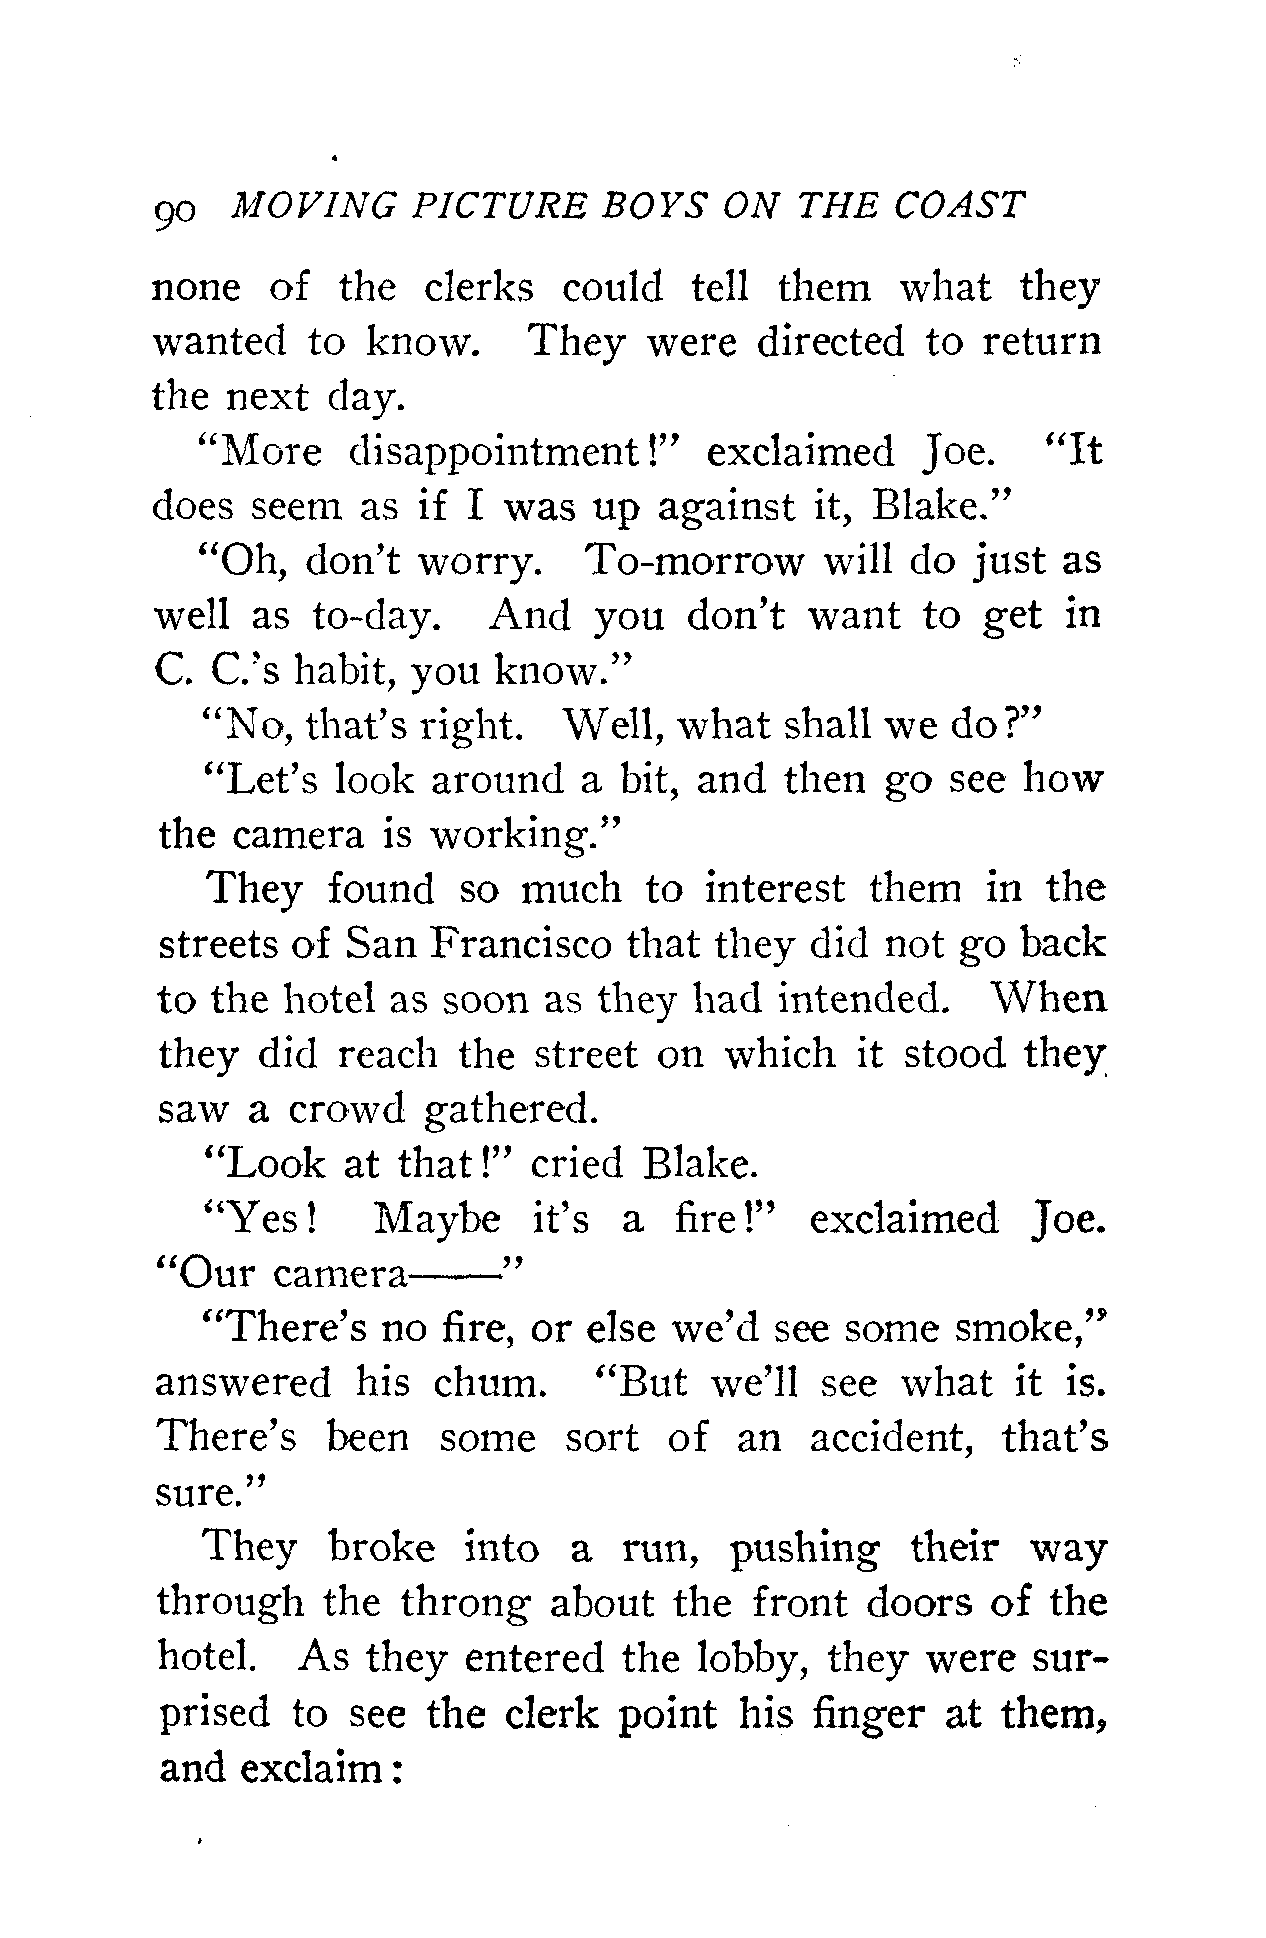 90 MOVING PICTURE BOYS ON THE COAST
none of the clerks could tell them what they
wanted to know. They were directed to return
the next day.
“More disappointment!” exclaimed Joe. “It
does seem as if I was up against it, Blake.”
“Oh, don't worry. To-morrow will do just as
well as to-day. And you don't want to get in
C. C.'s habit, you know.”
“No, that's right. Well, what shall we do?”
“Let's look around a bit, and then go see how
the camera is working.”
They found so much to interest them in the
streets of San Francisco that they did not go back
to the hotel as soon as they had intended. When
they did reach the street on which it stood they
saw a crowd gathered.
“Look at that!” cried Blake.
“Yes! Maybe it's a fire!” exclaimed Joe.
“Our camera——”
“There's no fire, or else we'd see some smoke,”
answered his chum. “But we'll see what it is.
There's been some sort of an accident, that's
sure.”
They broke into a run, pushing their way
through the throng about the front doors of the
hotel. As they entered the lobby, they were sur-
prised to see the clerk point his finger at them,
and exclaim: